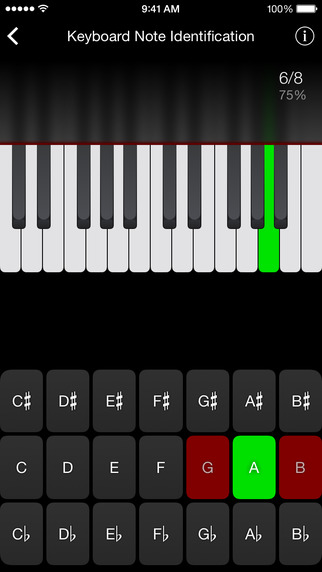 9:41 AM 100%
Keyboard Note Identification
6/8
75%
C♯ D♯ E♯ F♯ G♯ A♯ B♯
C D E F G A B
C♭ D♭ E♭ F♭ G♭ A♭ B♭